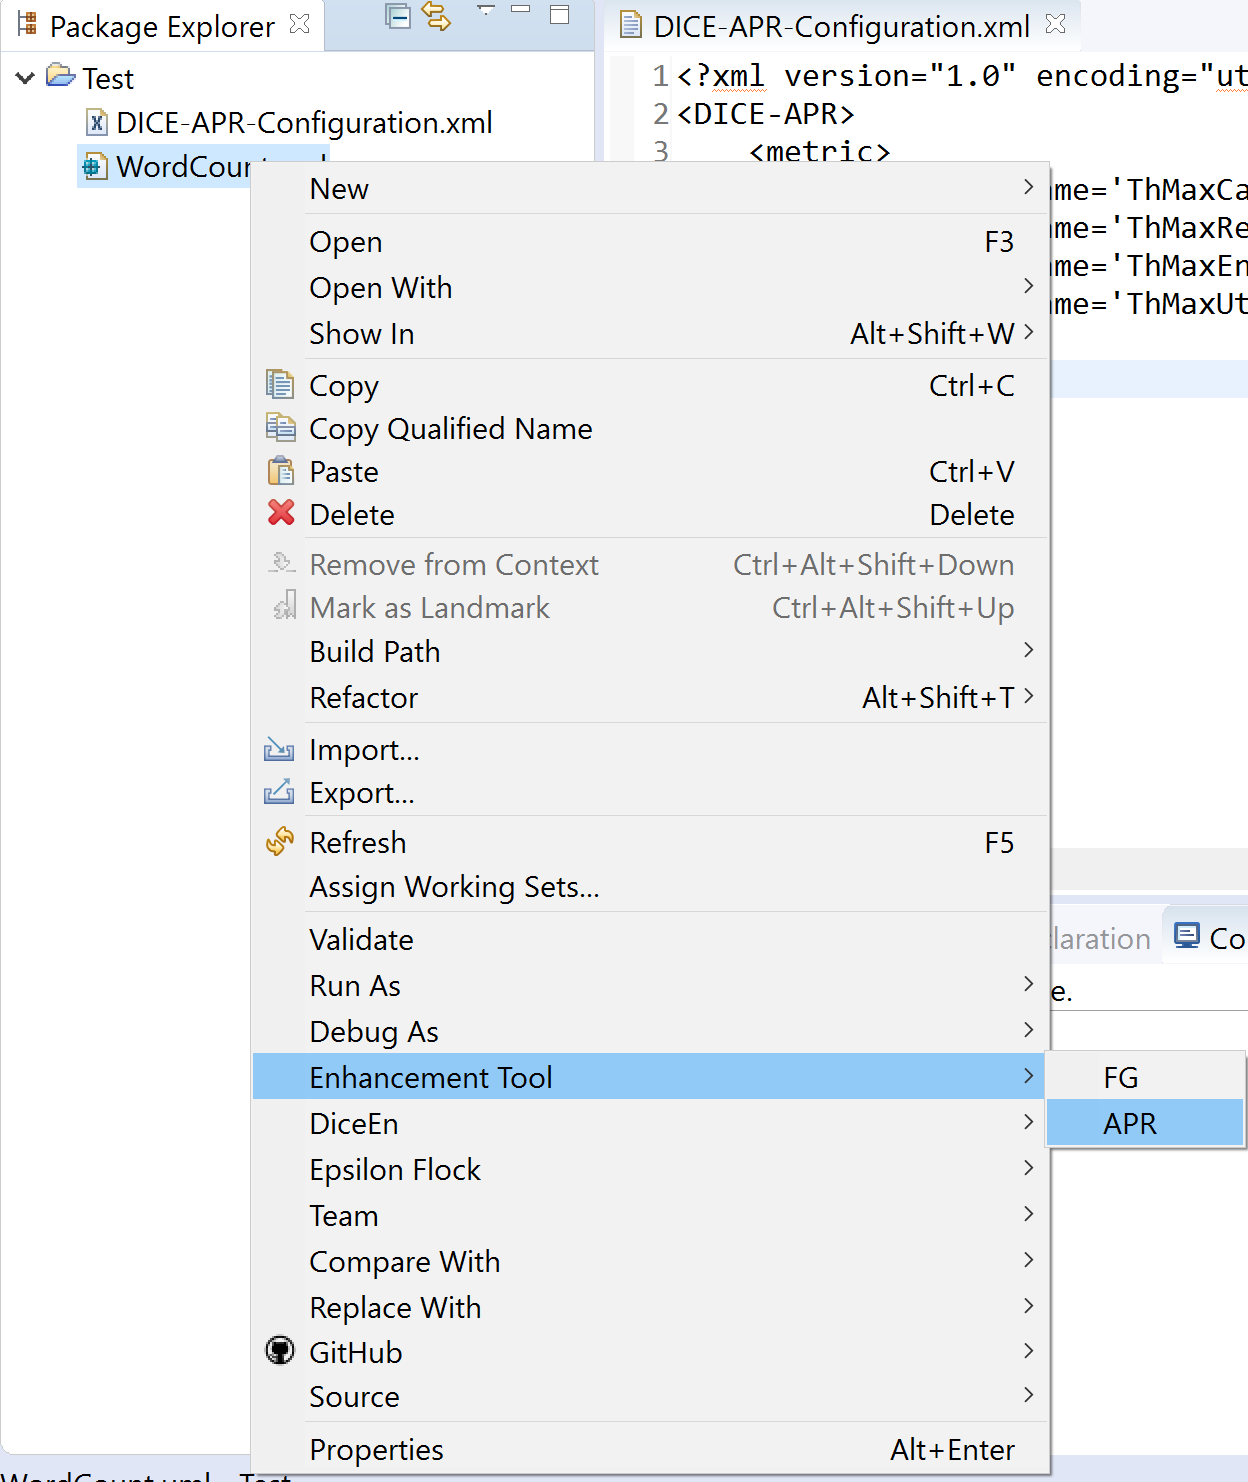 Package Explorer
DICE-APR-Configuration.xml
Test
DICE-APR-Configuration.xml
1 <?xml version="1.0" encoding="ut
2 <DICE-APR>
3 <metric>
me='ThMaxCa
me='ThMaxRe
me='ThMaxEn
me='ThMaxUt
New
Open F3
Open With
Show In Alt+Shift+W
Copy Ctrl+C
Copy Qualified Name
Paste Ctrl+V
Delete Delete
Remove from Context Ctrl+Alt+Shift+Down
Mark as Landmark Ctrl+Alt+Shift+Up
Build Path
Refactor Alt+Shift+T
Import...
Export...
Refresh F5
Assign Working Sets...
Validate
Run As
Debug As
Enhancement Tool
FG
APR
DiceEn
Epsilon Flock
Team
Compare With
Replace With
GitHub
Source
Properties Alt+Enter
laration Co
e.